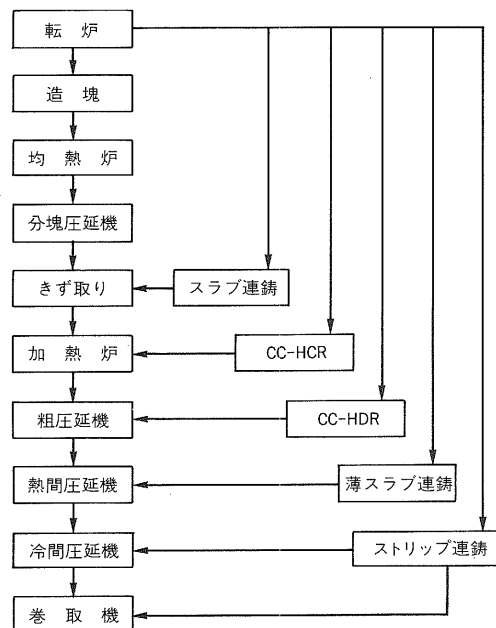 転炉
造塊
均熱炉
分塊圧延機
きず取り
スラブ連鋳
加熱炉
CC-HCR
粗圧延機
CC-HDR
熱間圧延機
薄スラブ連鋳
冷間圧延機
ストリップ連鋳
巻取機